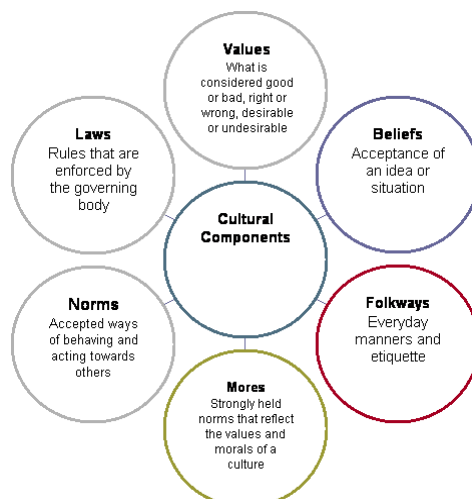 Values
What is
considered good
or bad, right or
wrong, desirable
or undesirable
Laws
Rules that are
enforced by
the governing
body
Beliefs
Acceptance of
an idea or
situation
Cultural
Components
Norms
Accepted ways
of behaving and
acting towards
others
Folkways
Everyday
manners and
etiquette
Mores
Strongly held
norms that reflect
the values and
morals of a
culture